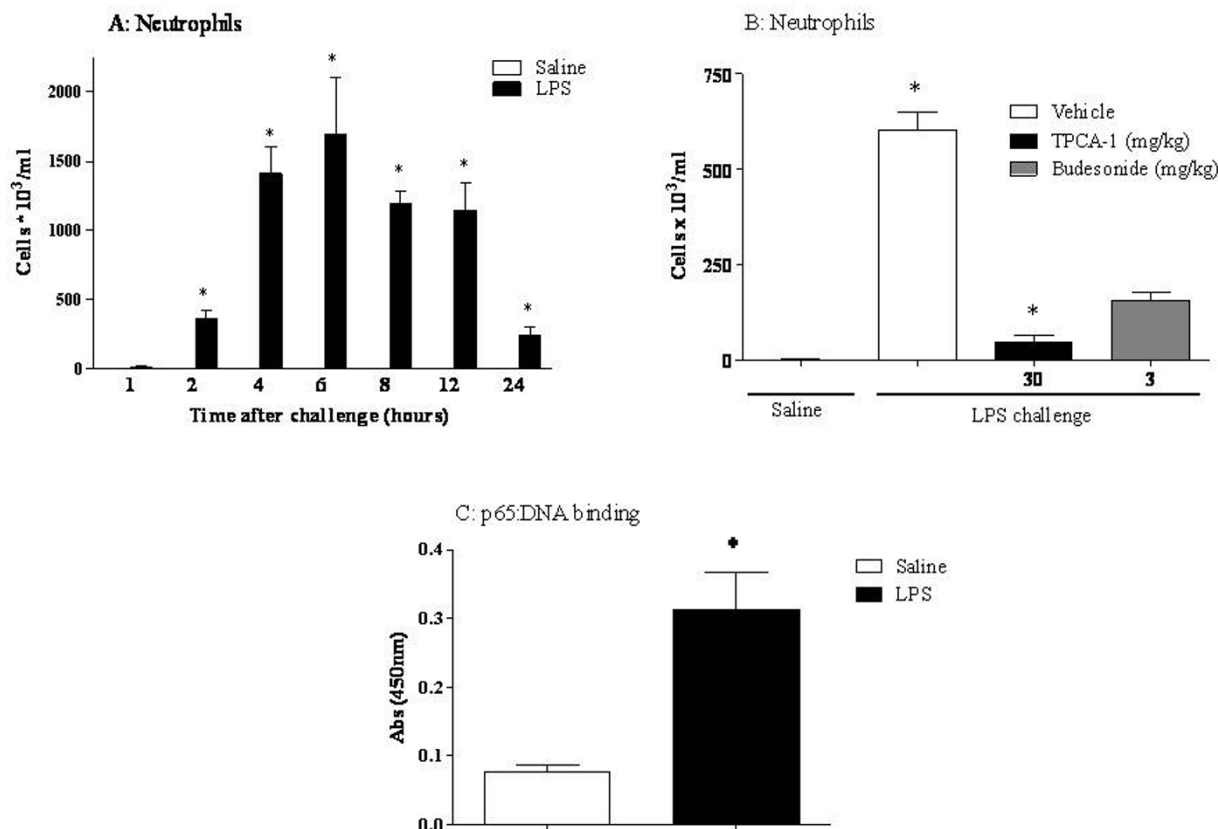 A: Neutrophils
Saline
LPS
Cells * 10³/ml
2000
1500
1000
500
0
* * * * * * *
1 2 4 6 8 12 24
Time after challenge (hours)
B: Neutrophils
Vehicle
TPCA-1 (mg/kg)
Budesonide (mg/kg)
Cells x 10³/ml
750
500
250
0
*
*
30 3
Saline LPS challenge
C: p65:DNA binding
Saline
LPS
Abs (450nm)
0.4
0.3
0.2
0.1
0.0